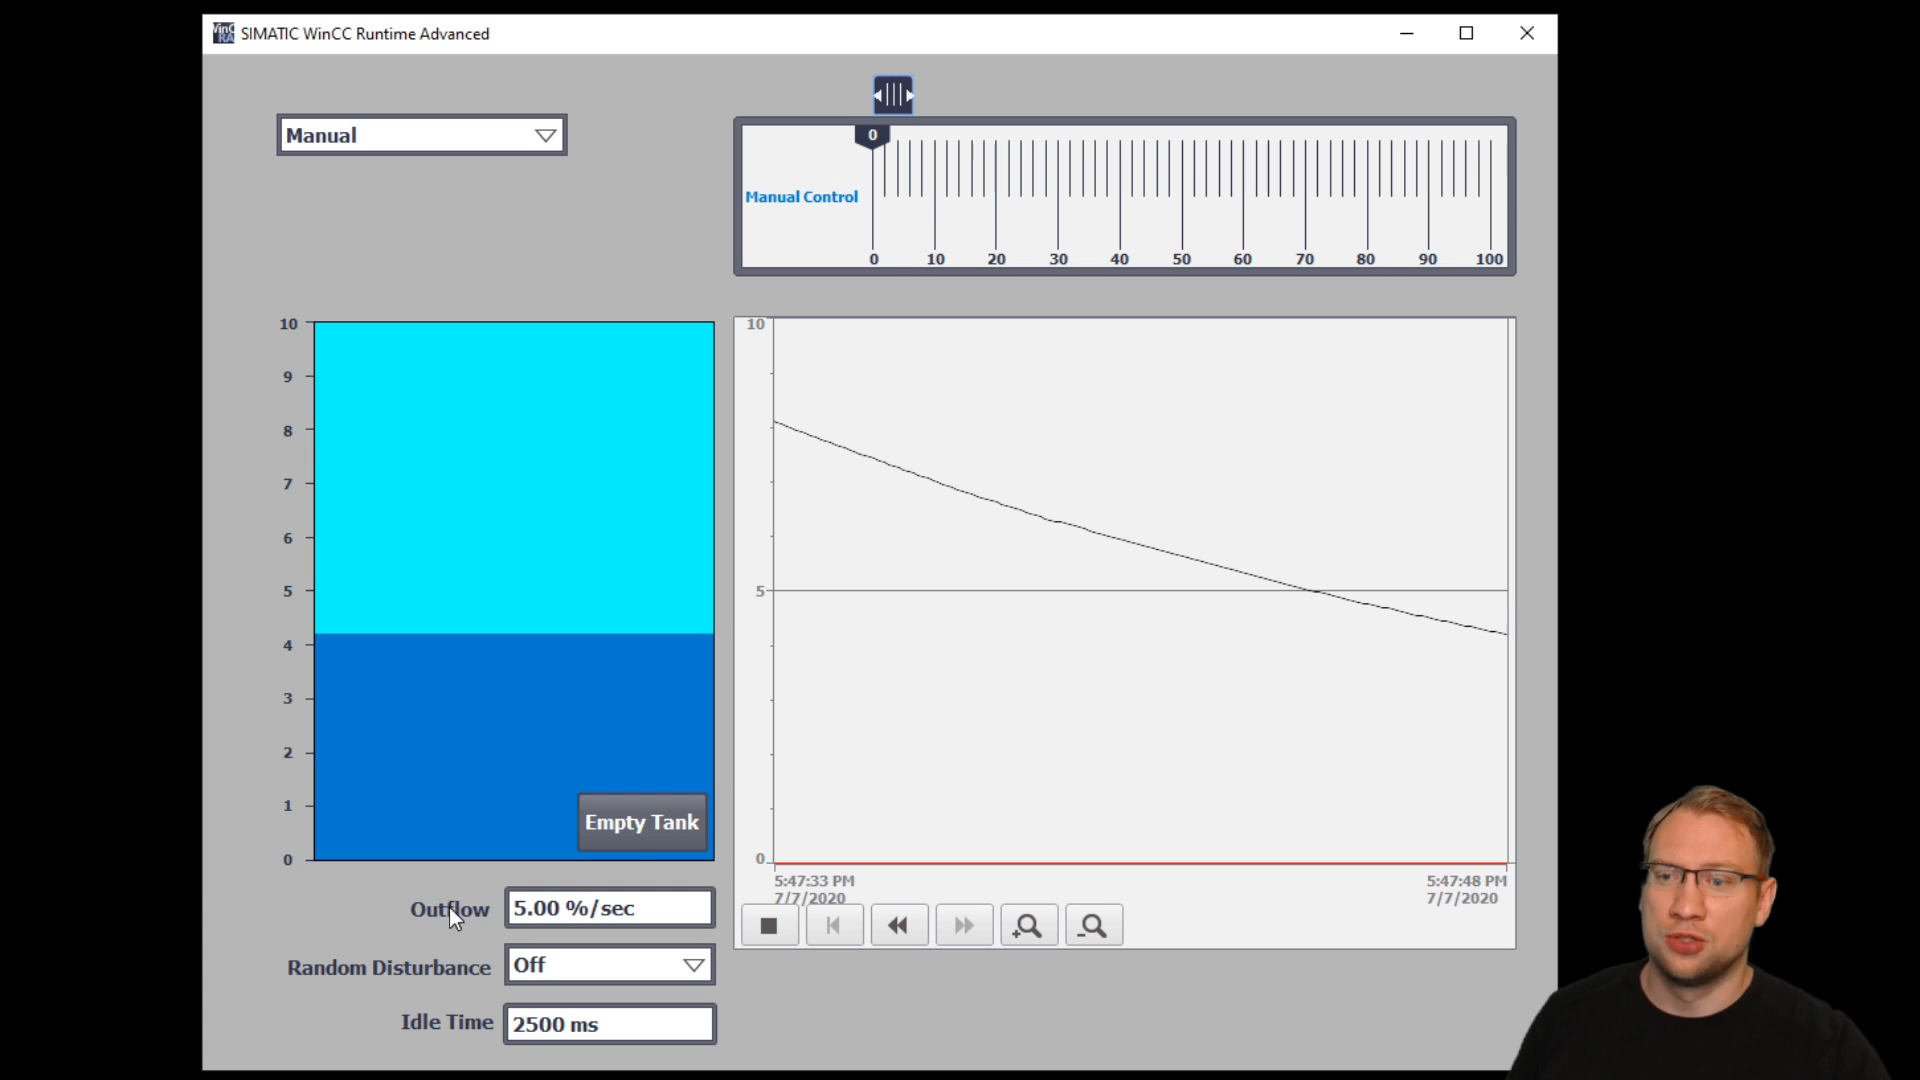 SIMATIC WinCC Runtime Advanced
Manual
0
Manual Control
0 10 20 30 40 50 60 70 80 90 100
10
9
8
7
6
5
4
3
2
1
0
Empty Tank
10
5
0
5:47:33 PM
7/7/2020
5:47:48 PM
7/7/2020
Outflow 5.00 %/sec
Random Disturbance Off
Idle Time 2500 ms